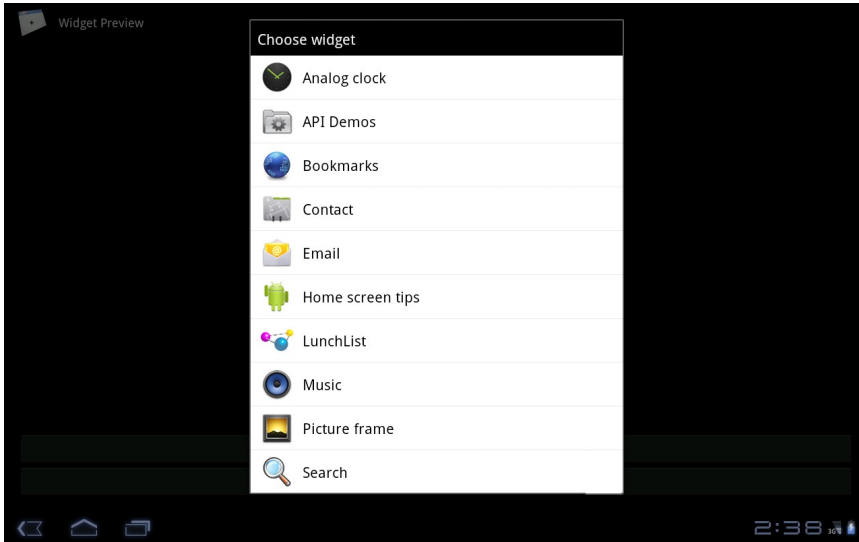 Widget Preview
Choose widget
Analog clock
API Demos
Bookmarks
Contact
Email
Home screen tips
LunchList
Music
Picture frame
Search
2:38 3G